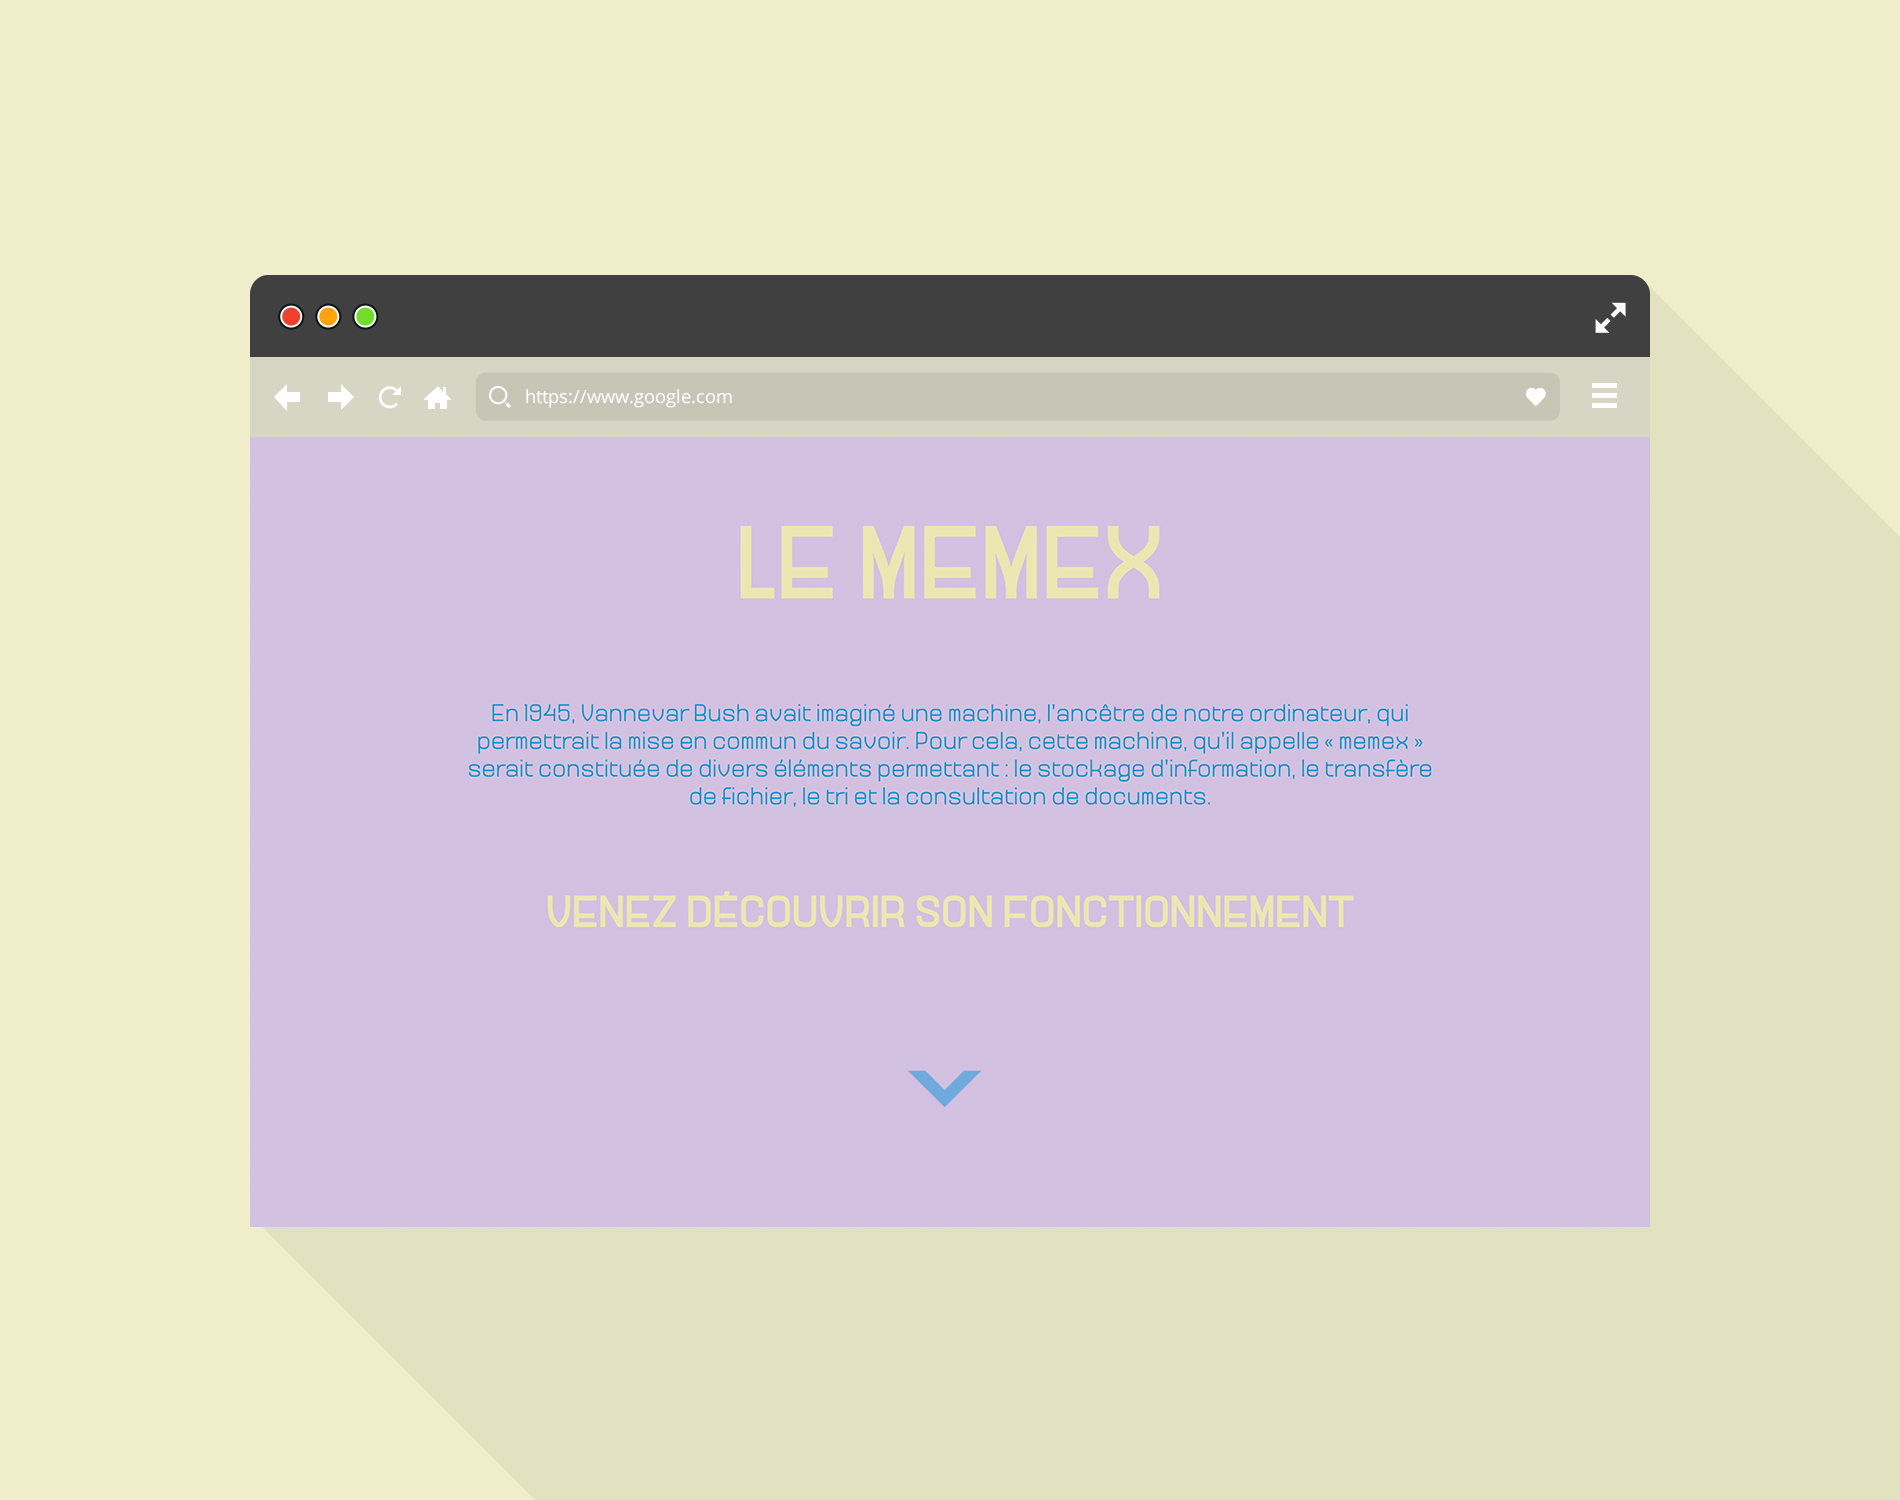 https://www.google.com
LE MEMEX
En 1945, Vannevar Bush avait imaginé une machine, l'ancêtre de notre ordinateur, qui
permettrait la mise en commun du savoir. Pour cela, cette machine, qu'il appelle « memex »
serait constituée de divers éléments permettant : le stockage d'information, le transfère
de fichier, le tri et la consultation de documents.
VENEZ DÉCOUVRIR SON FONCTIONNEMENT